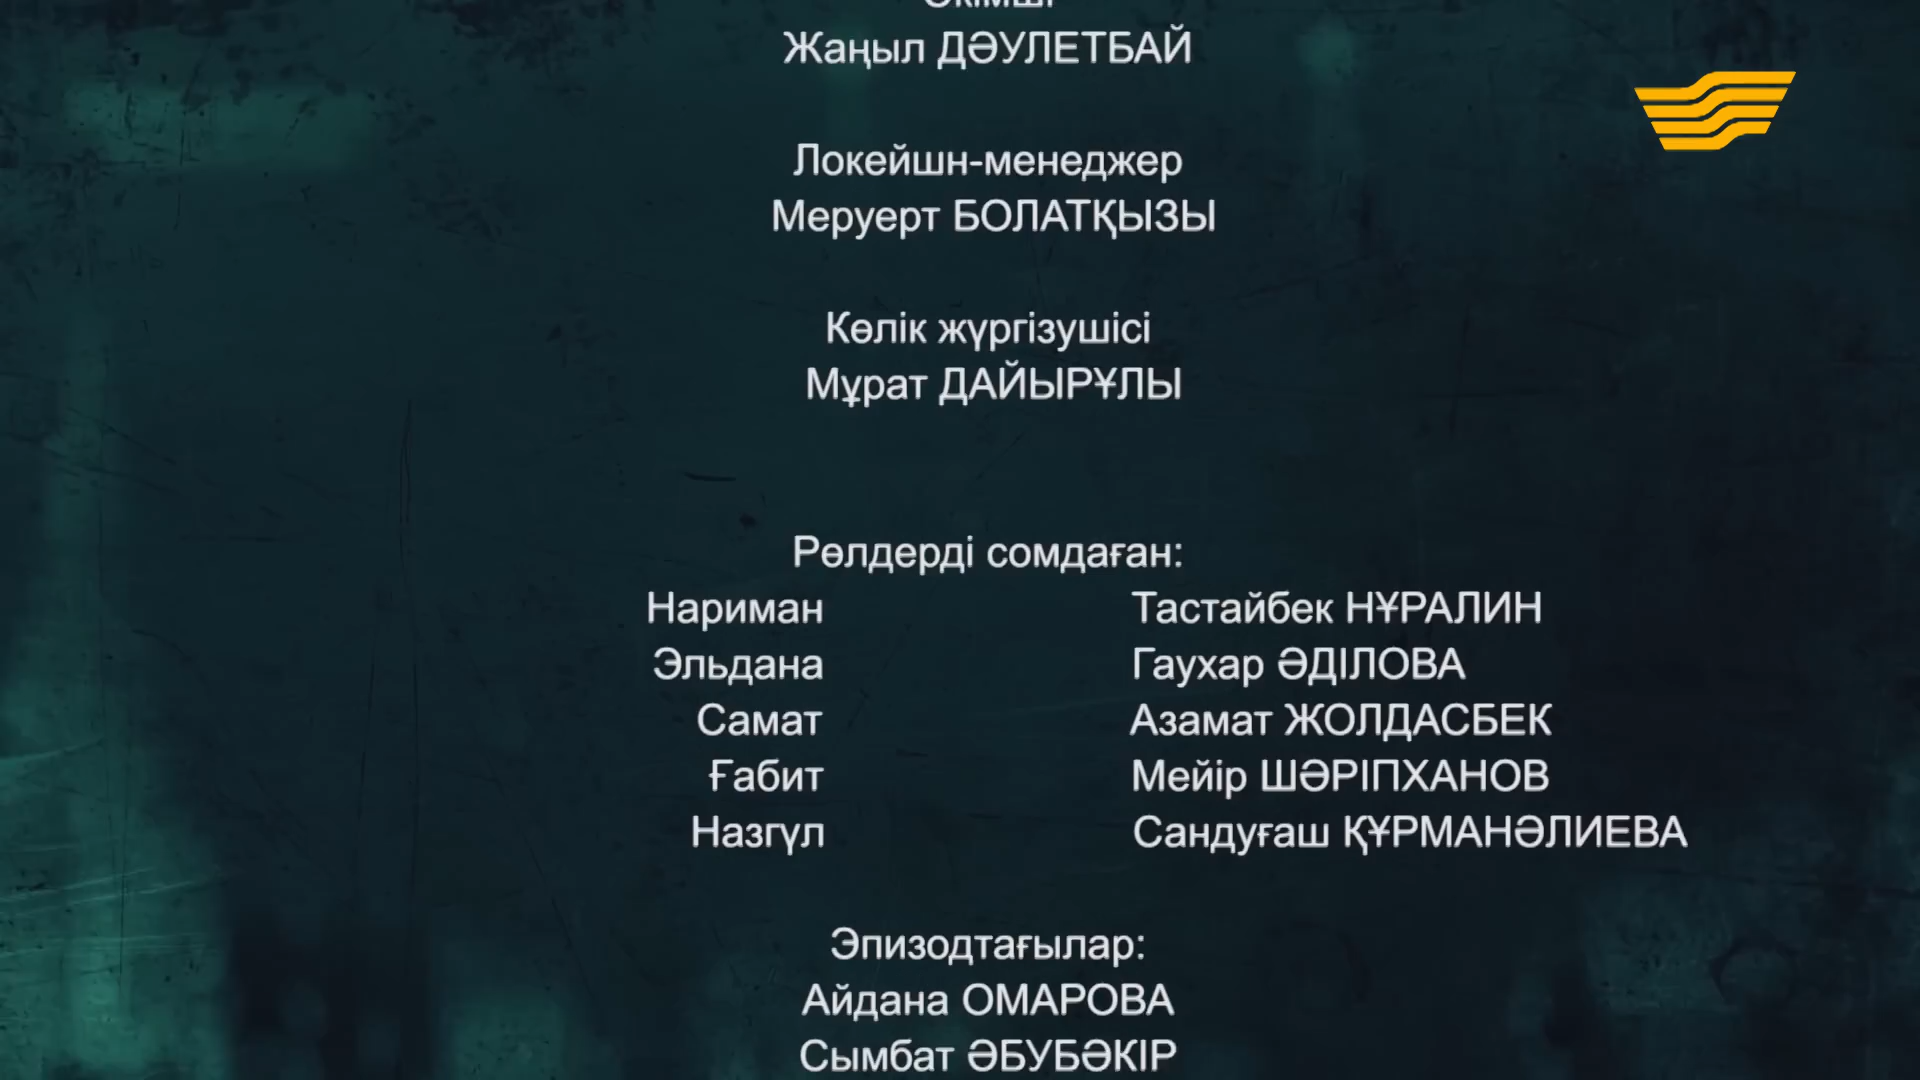 Әкімші
Жаңыл ДӘУЛЕТБАЙ
Локейшн-менеджер
Меруерт БОЛАТҚЫЗЫ
Көлік жүргізушісі
Мұрат ДАЙЫРҰЛЫ
Рөлдерді сомдаған:
Нариман Тастайбек НҰРАЛИН
Эльдана Гаухар ӘДІЛОВА
Самат Азамат ЖОЛДАСБЕК
Ғабит Мейір ШӘРІПХАНОВ
Назгүл Сандуғаш ҚҰРМАНӘЛИЕВА
Эпизодтағылар:
Айдана ОМАРОВА
Сымбат ӘБУБӘКІР